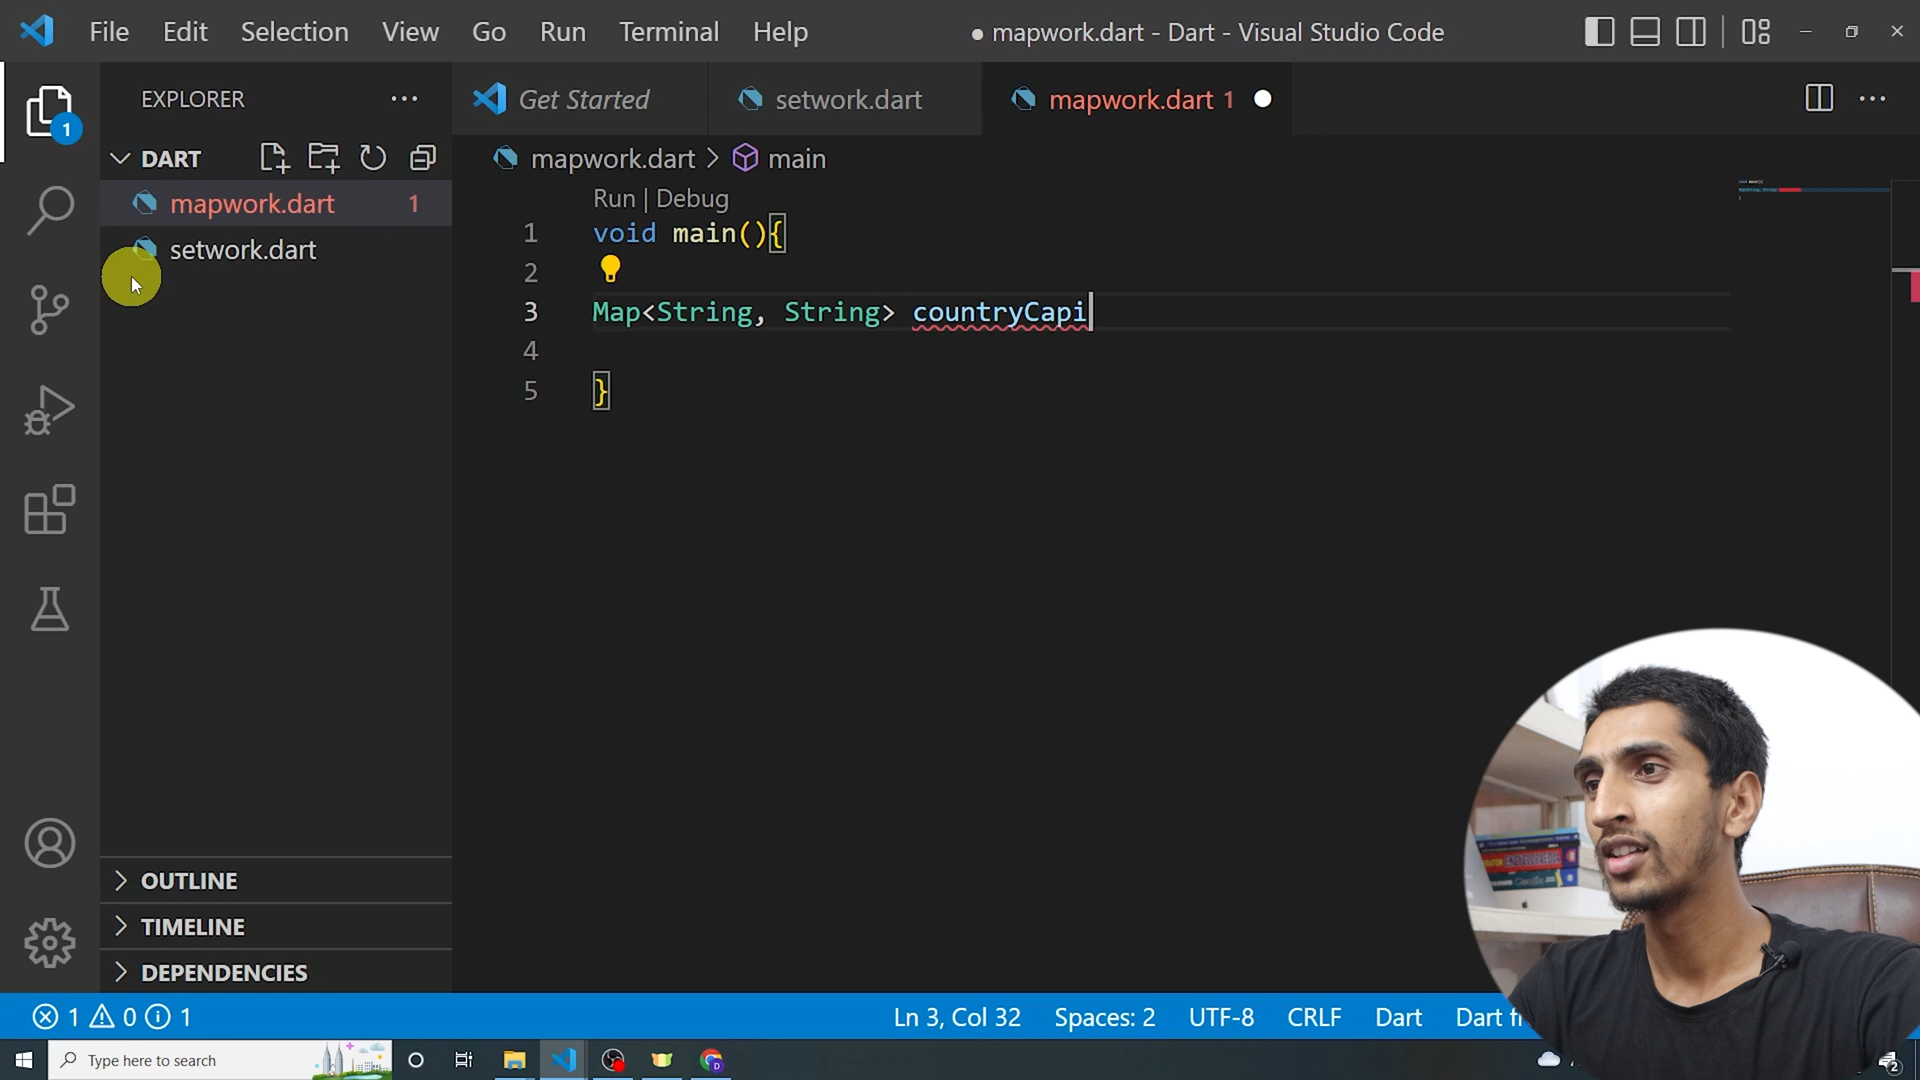 File Edit Selection View Go Run Terminal Help
● mapwork.dart - Dart - Visual Studio Code
EXPLORER
1
DART
mapwork.dart 1
setwork.dart
OUTLINE
TIMELINE
DEPENDENCIES
Get Started
setwork.dart
mapwork.dart 1
mapwork.dart > main
Run | Debug
1 void main(){
2
3 Map<String, String> countryCapi
4
5 }
1 0 1
Ln 3, Col 32 Spaces: 2 UTF-8 CRLF Dart Dart
Type here to search
D
2